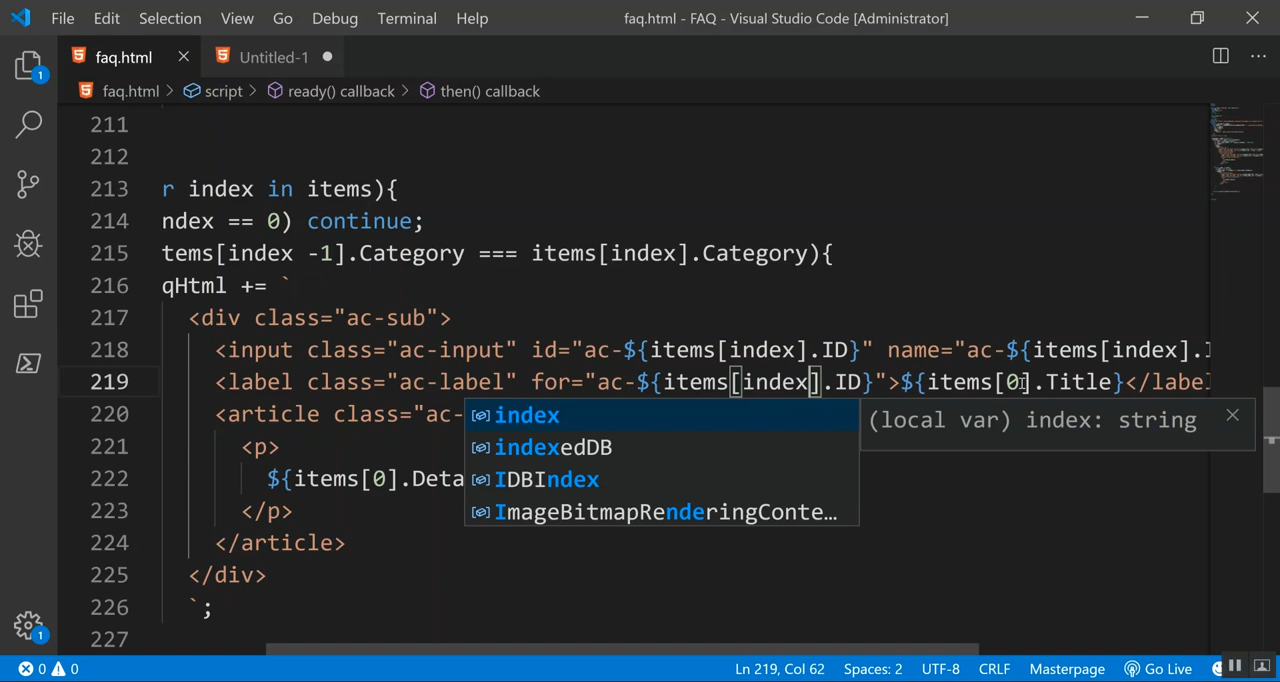 File Edit Selection View Go Debug Terminal Help faq.html - FAQ - Visual Studio Code [Administrator]
faq.html Untitled-1
faq.html > script > ready() callback > then() callback
1
211
212
213 r index in items){
214 ndex == 0) continue;
215 tems[index -1].Category === items[index].Category){
216 qHtml += `
217 <div class="ac-sub">
218 <input class="ac-input" id="ac-${items[index].ID}" name="ac-${items[index].I
219 <label class="ac-label" for="ac-${items[index].ID}">${items[0].Title}</label
220 <article class="ac-
index
(local var) index: string
221 <p>
indexedDB
222 ${items[0].Deta
IDBIndex
223 </p>
ImageBitmapRenderingConte…
224 </article>
225 </div>
226 `;
227
1
0 0 Ln 219, Col 62 Spaces: 2 UTF-8 CRLF Masterpage Go Live